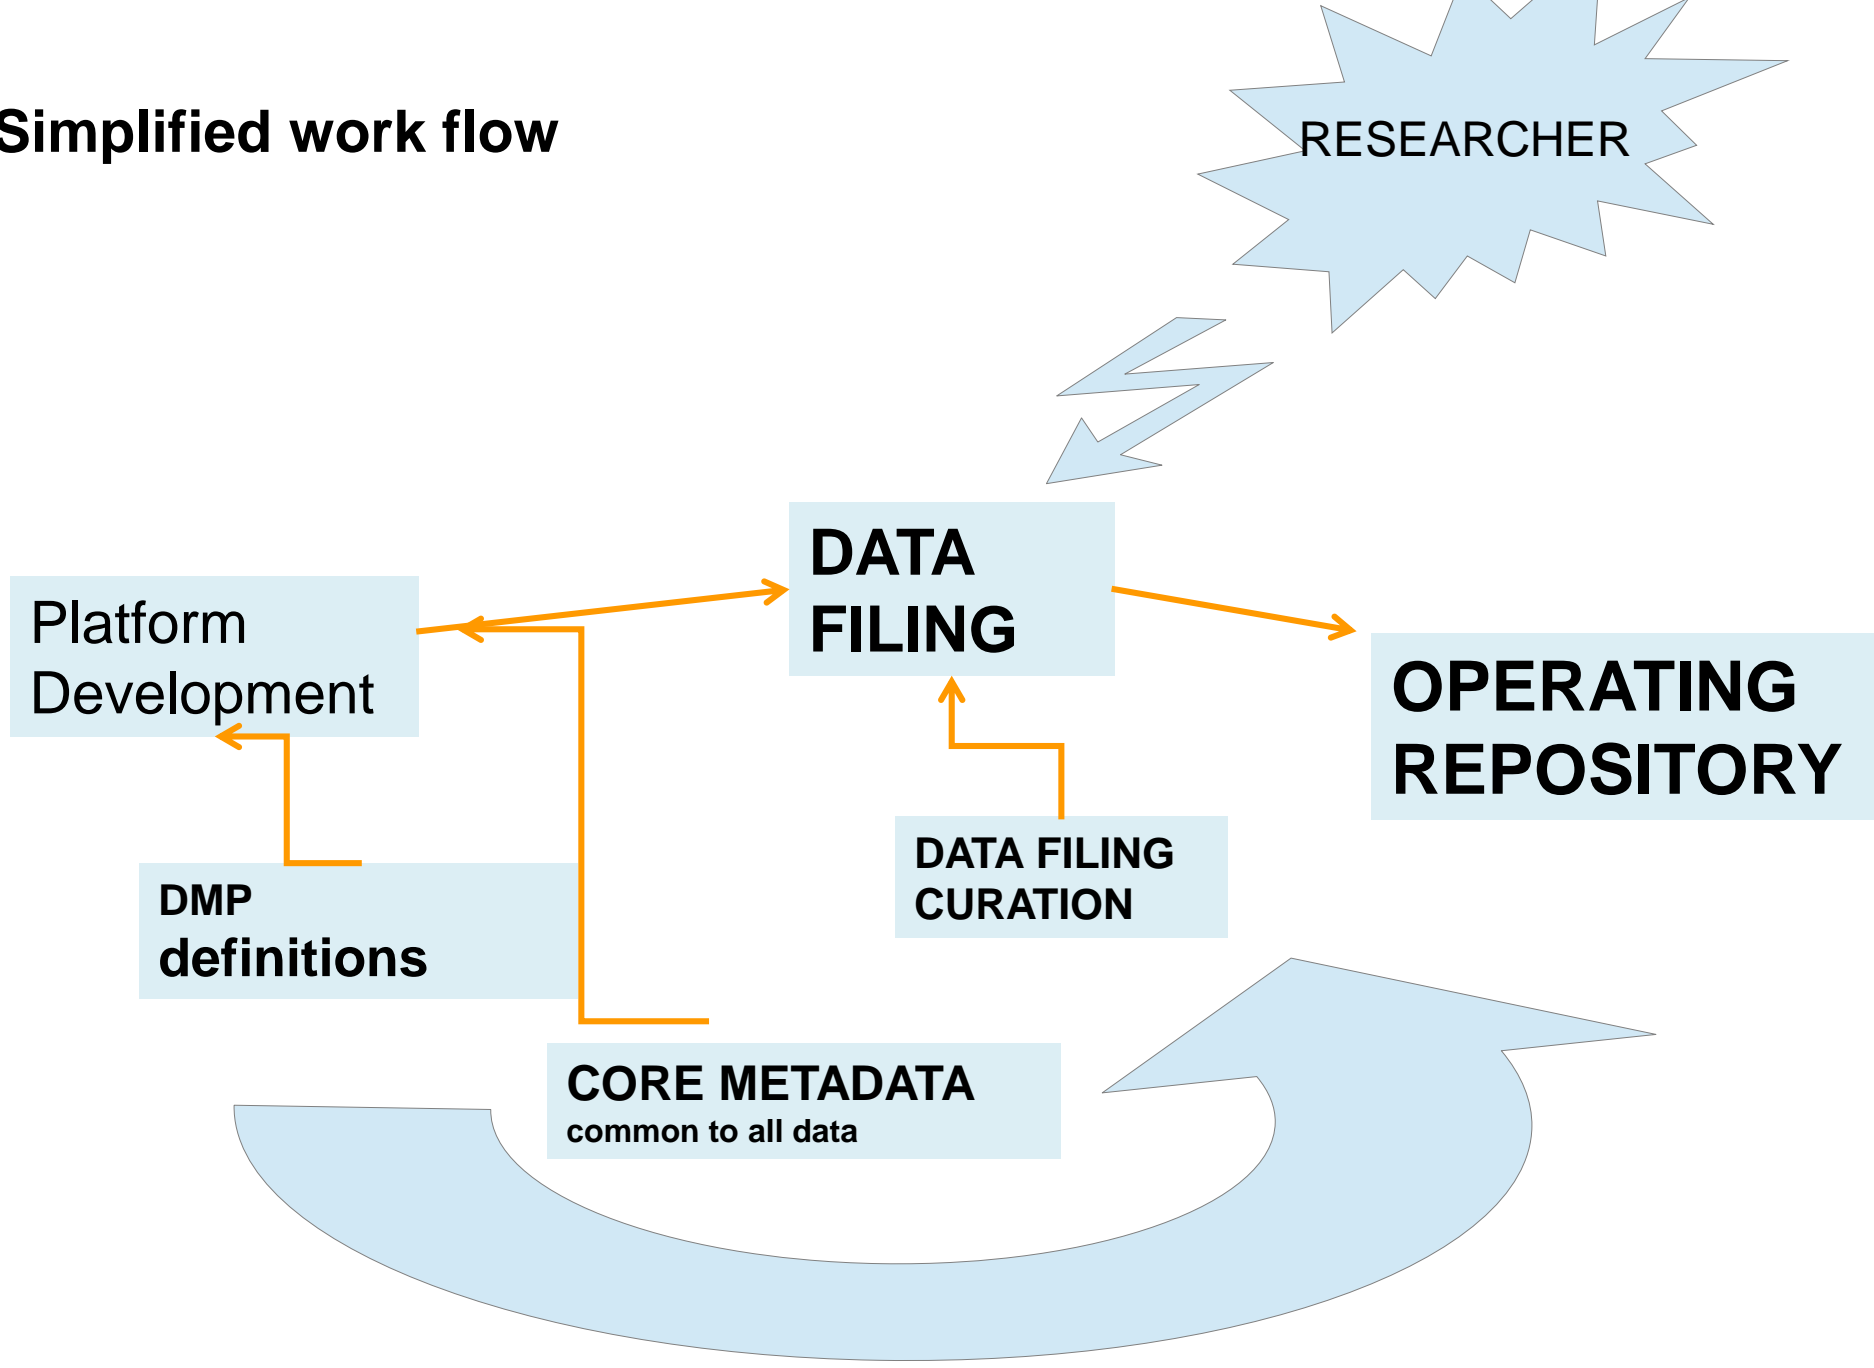 Simplified work flow
RESEARCHER
DATA
FILING
Platform
Development
OPERATING
REPOSITORY
DATA FILING
CURATION
DMP
definitions
CORE METADATA
common to all data